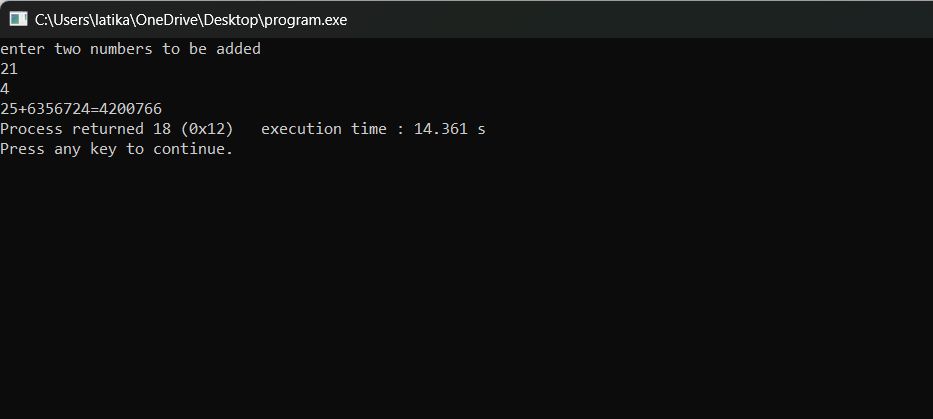 C:\Users\latika\OneDrive\Desktop\program.exe
enter two numbers to be added
21
4
25+6356724=4200766
Process returned 18 (0x12)   execution time : 14.361 s
Press any key to continue.